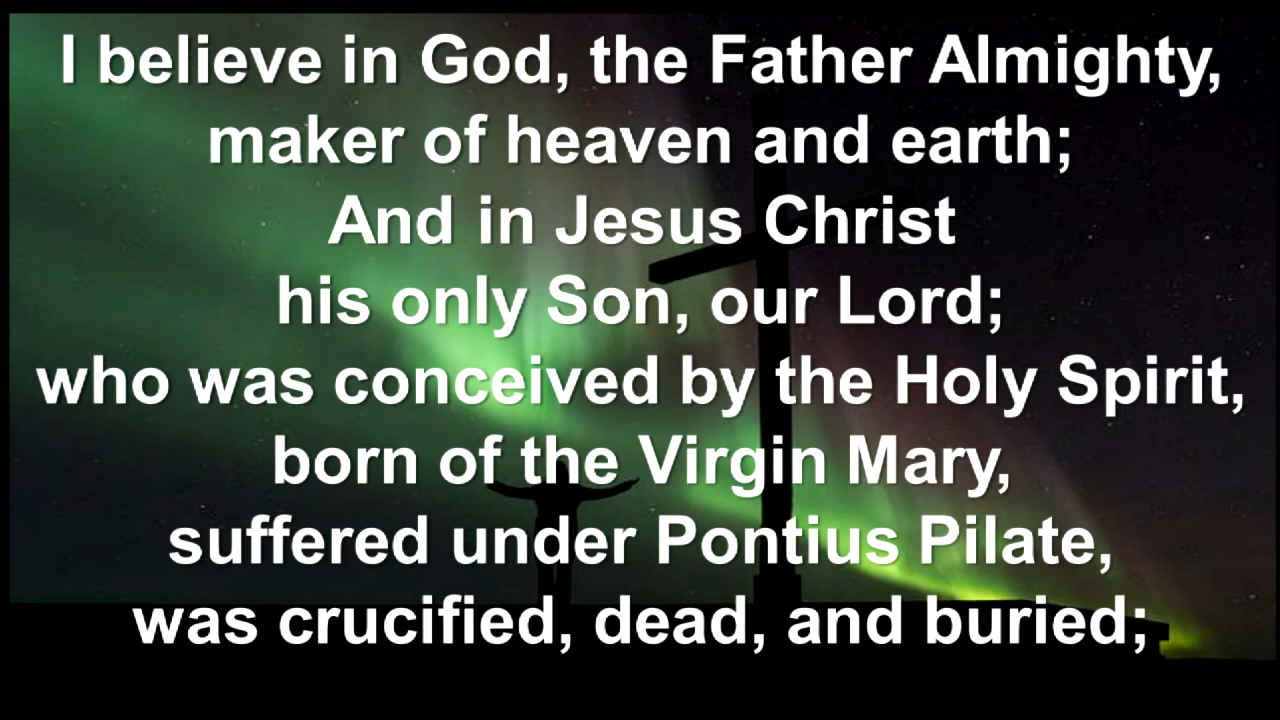 I believe in God, the Father Almighty,
maker of heaven and earth;
And in Jesus Christ
his only Son, our Lord;
who was conceived by the Holy Spirit,
born of the Virgin Mary,
suffered under Pontius Pilate,
was crucified, dead, and buried;